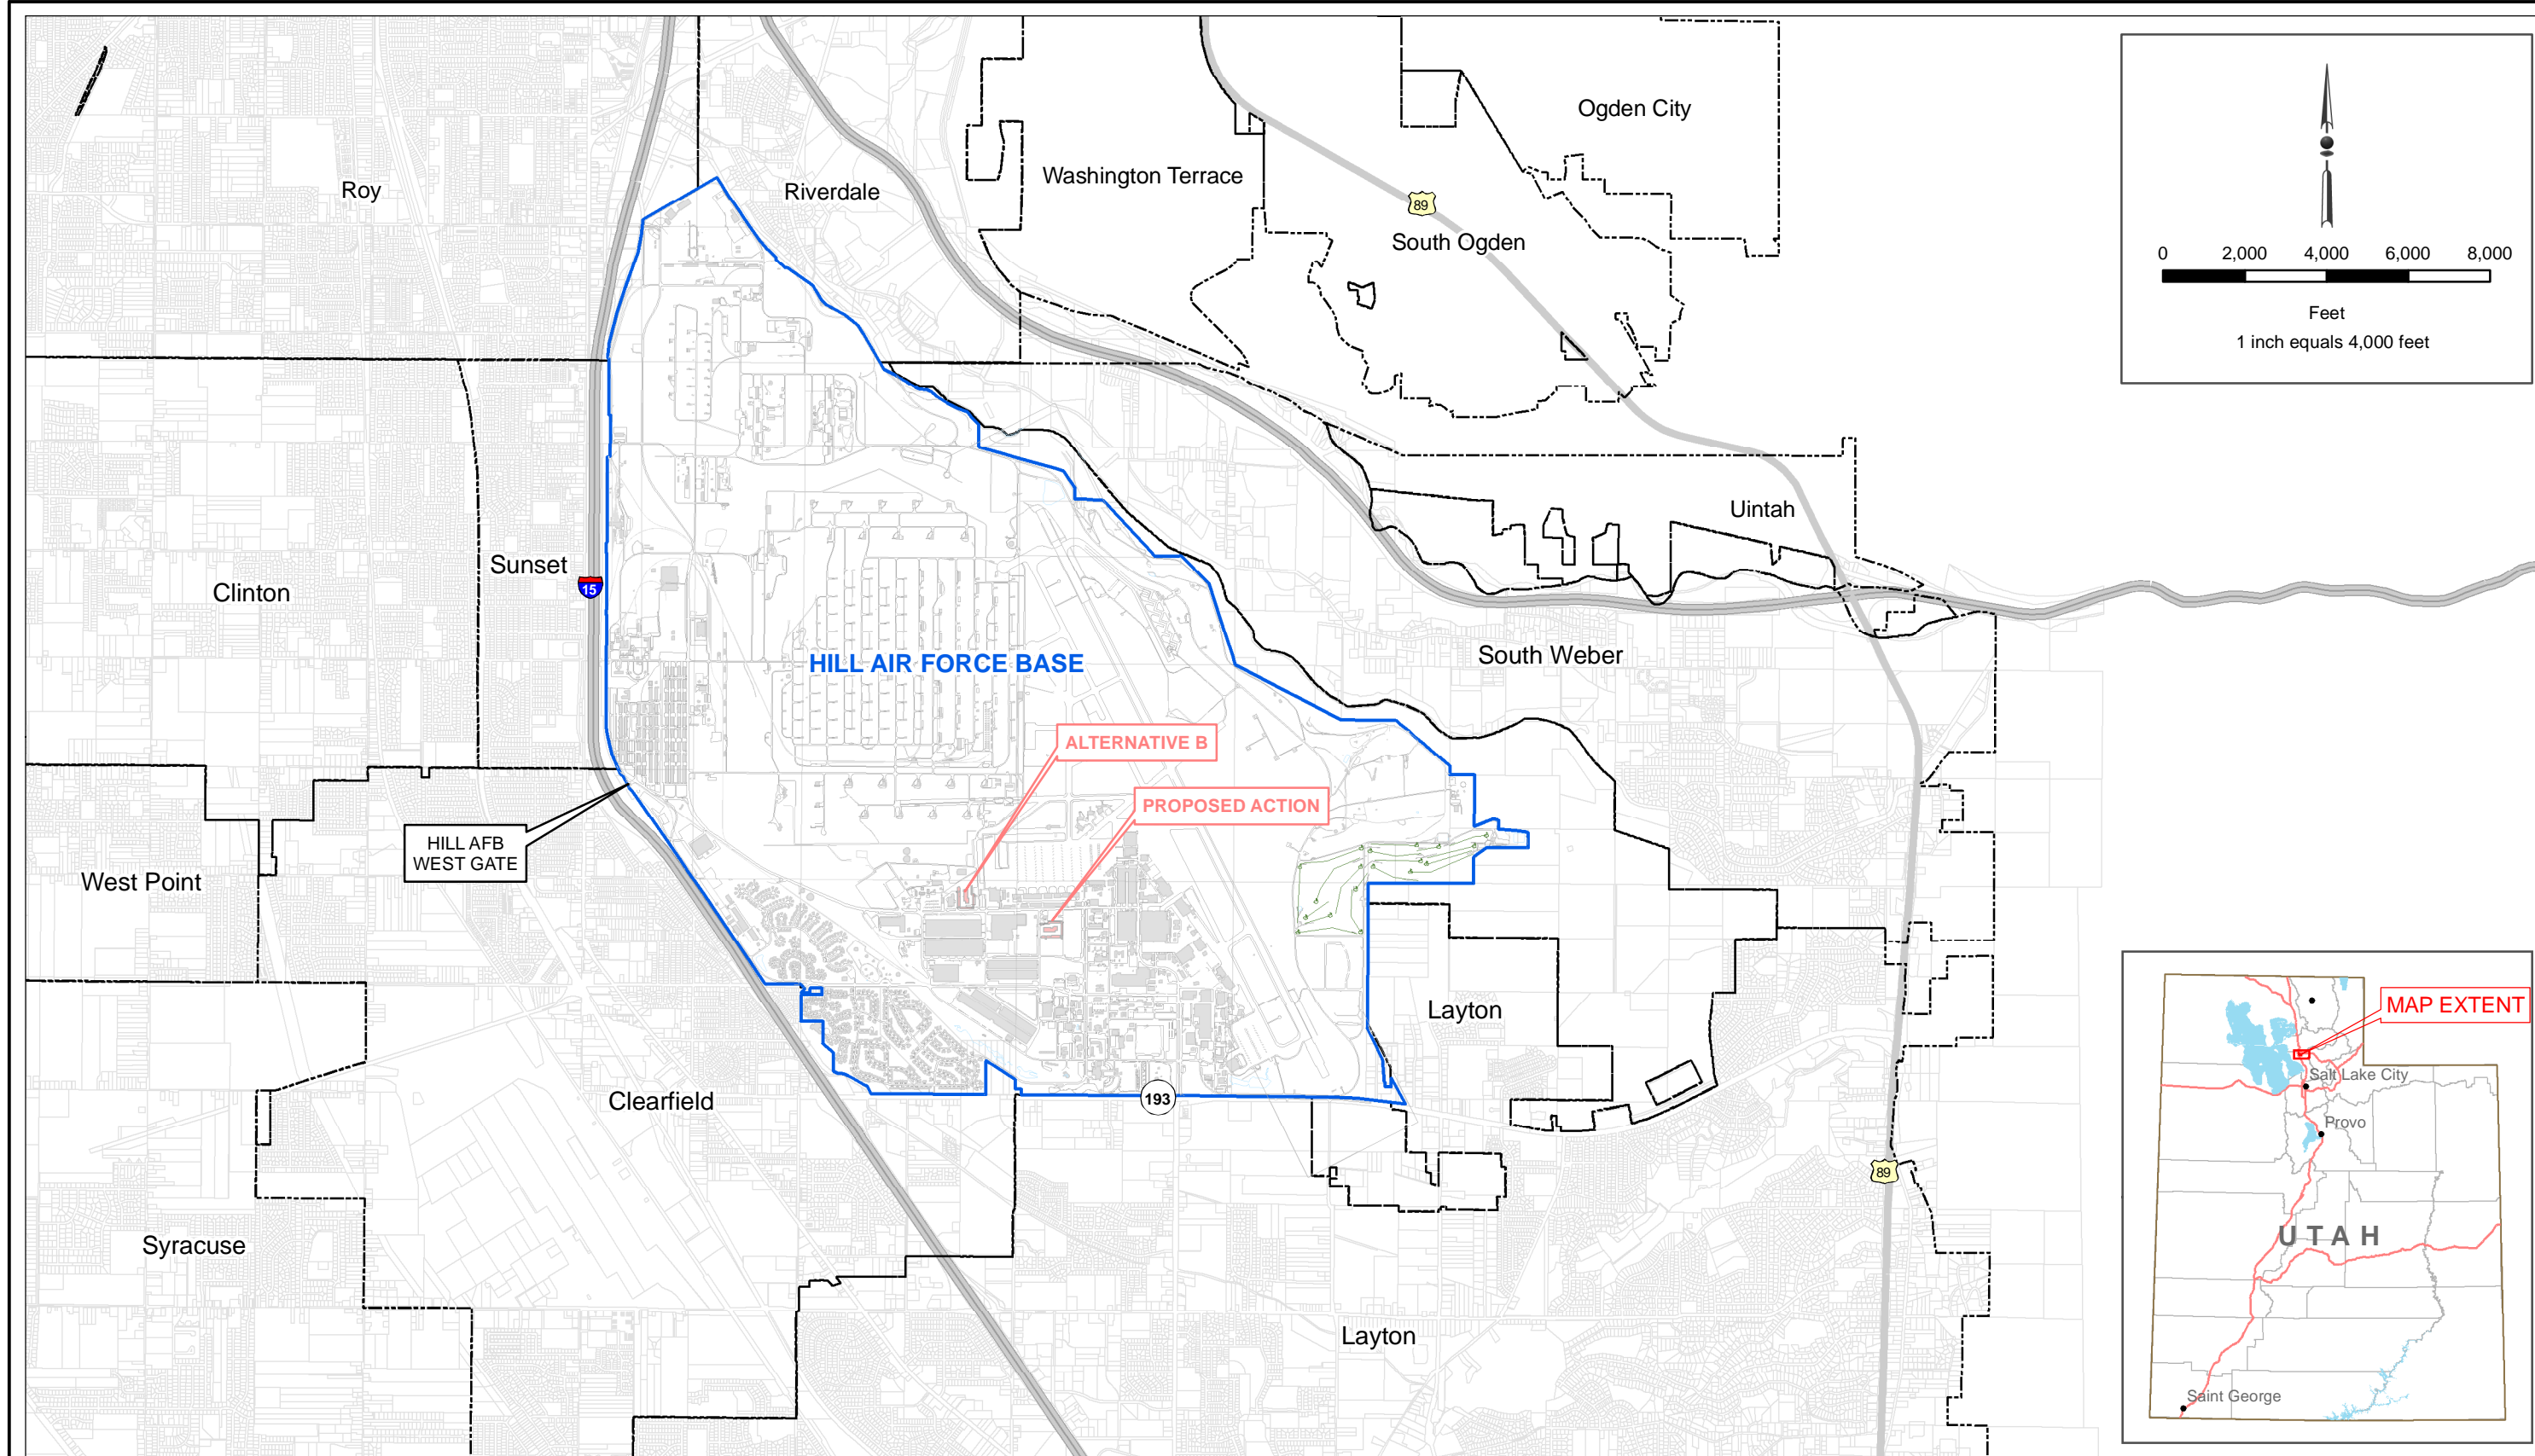 Ogden City
Roy
Riverdale
Washington Terrace
89
South Ogden
0 2,000 4,000 6,000 8,000
Feet
1 inch equals 4,000 feet
Uintah
Sunset
15
Clinton
HILL AIR FORCE BASE
South Weber
ALTERNATIVE B
PROPOSED ACTION
HILL AFB
WEST GATE
West Point
Layton
MAP EXTENT
Salt Lake City
Clearfield
193
Provo
89
Syracuse
UTAH
Layton
Saint George